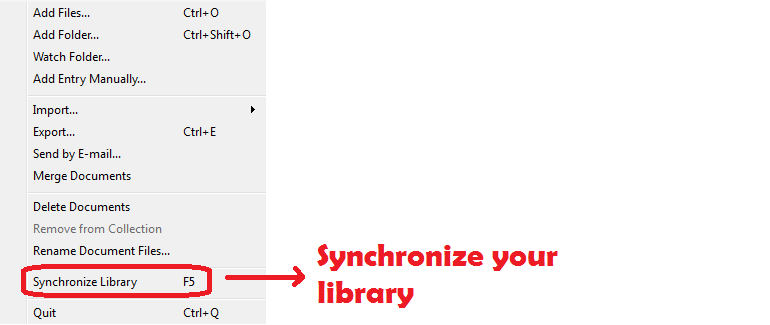 Add Files... Ctrl+O
Add Folder... Ctrl+Shift+O
Watch Folder...
Add Entry Manually...
Import...
Export... Ctrl+E
Send by E-mail...
Merge Documents
Delete Documents
Remove from Collection
Rename Document Files...
Synchronize Library F5
Quit Ctrl+Q
Synchronize your
library